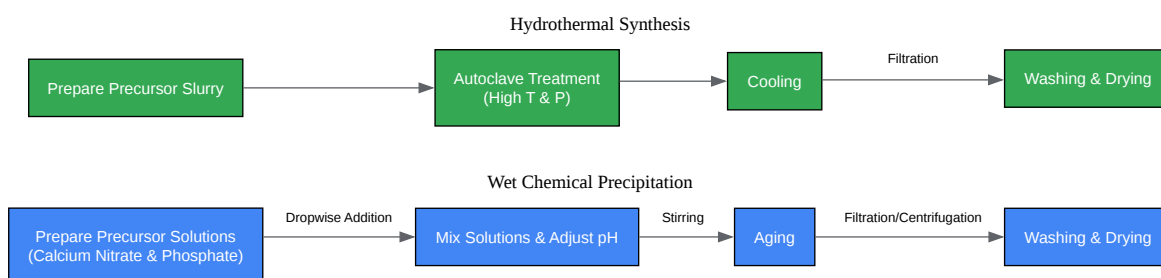 Hydrothermal Synthesis
Prepare Precursor Slurry
Autoclave Treatment
(High T & P)
Cooling
Filtration
Washing & Drying
Wet Chemical Precipitation
Prepare Precursor Solutions
(Calcium Nitrate & Phosphate)
Dropwise Addition
Mix Solutions & Adjust pH
Stirring
Aging
Filtration/Centrifugation
Washing & Drying